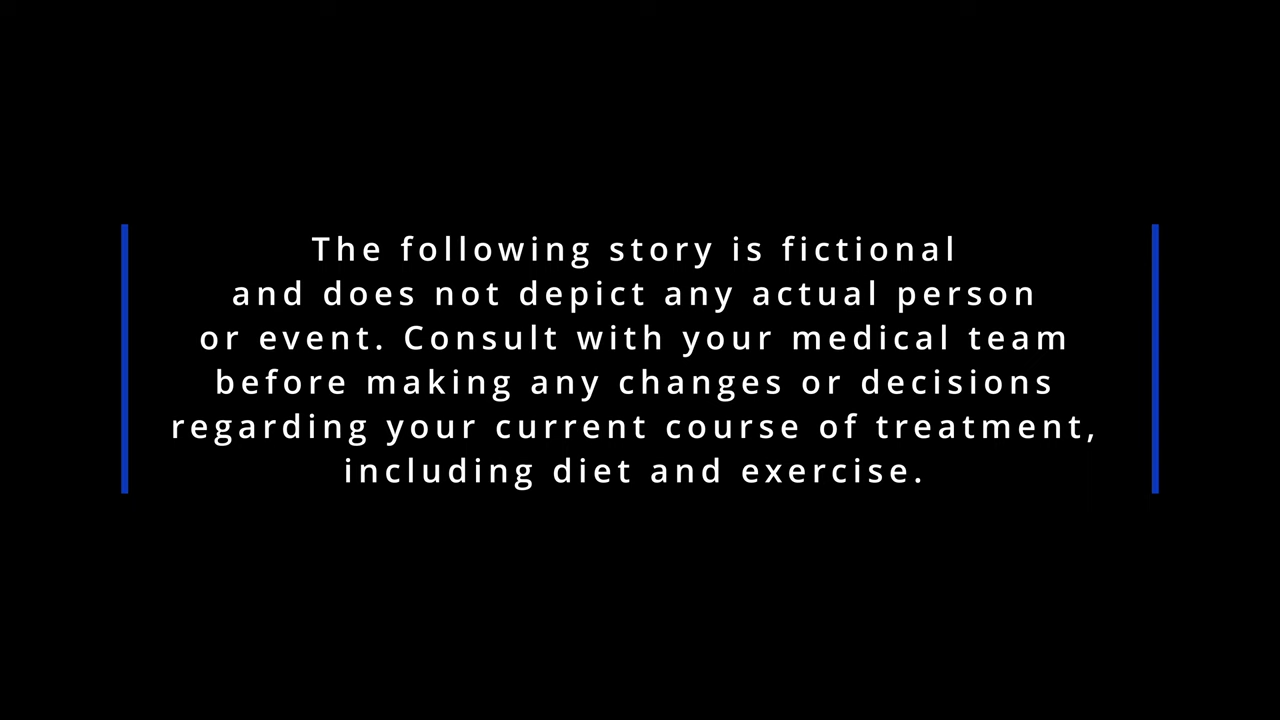 The following story is fictional
and does not depict any actual person
or event. Consult with your medical team
before making any changes or decisions
regarding your current course of treatment,
including diet and exercise.